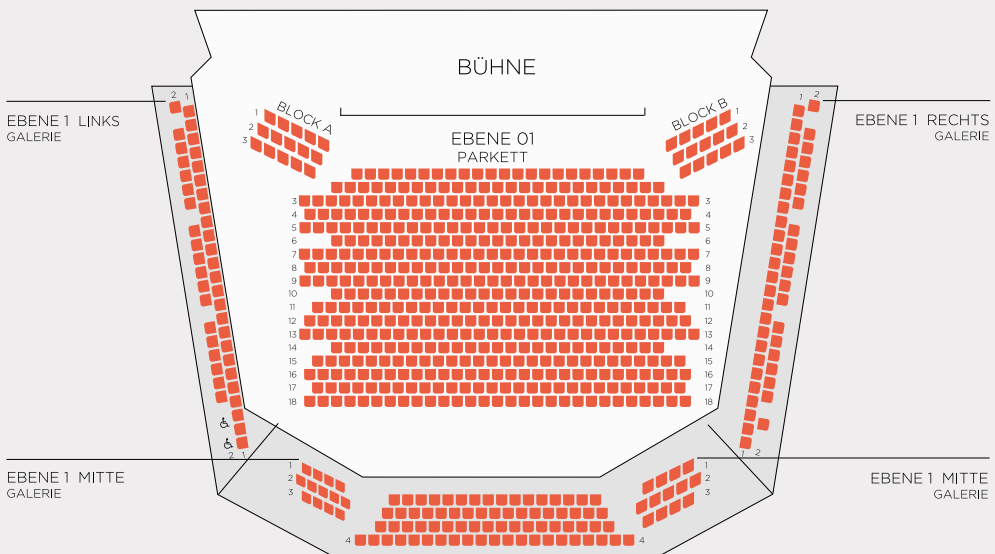 BÜHNE
2 1
1 2
EBENE 1 LINKS
GALERIE
EBENE 1 RECHTS
GALERIE
BLOCK A
1
2
3
BLOCK B
1
2
3
EBENE 01
PARKETT
3 3
4 4
5 5
6 6
7 7
8 8
9 9
10 10
11 11
12 12
13 13
14 14
15 15
16 16
17 17
18 18
2 1
1 2
EBENE 1 MITTE
GALERIE
1
2
3
EBENE 1 MITTE
GALERIE
1
2
3
4 4